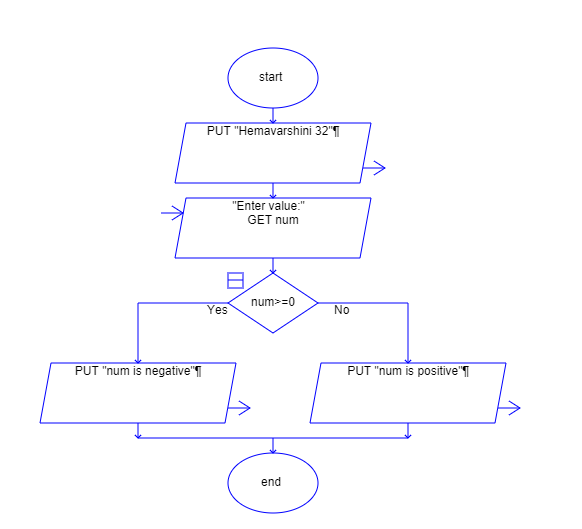 start
PUT "Hemavarshini 32"¶
"Enter value:"
GET num
num>=0
Yes
No
PUT "num is negative"¶
PUT "num is positive"¶
end